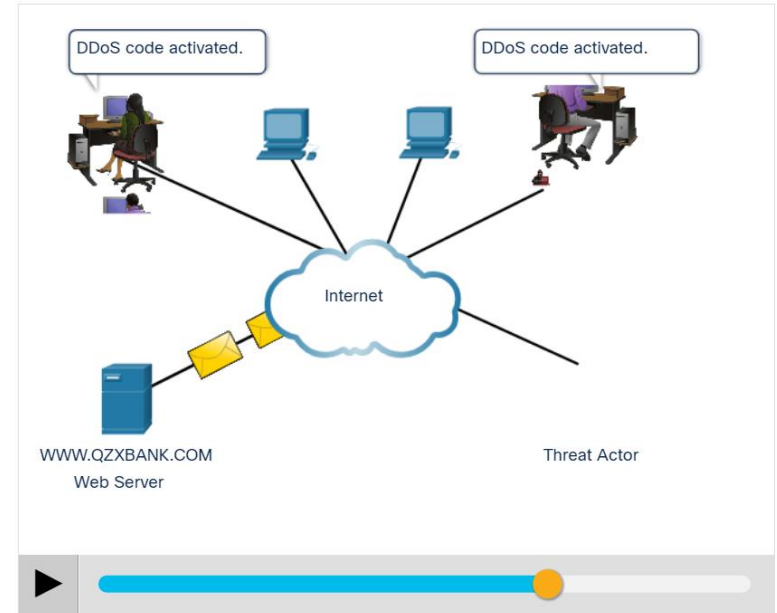 DDoS code activated.
DDoS code activated.
Internet
WWW.QZXBANK.COM
Web Server
Threat Actor